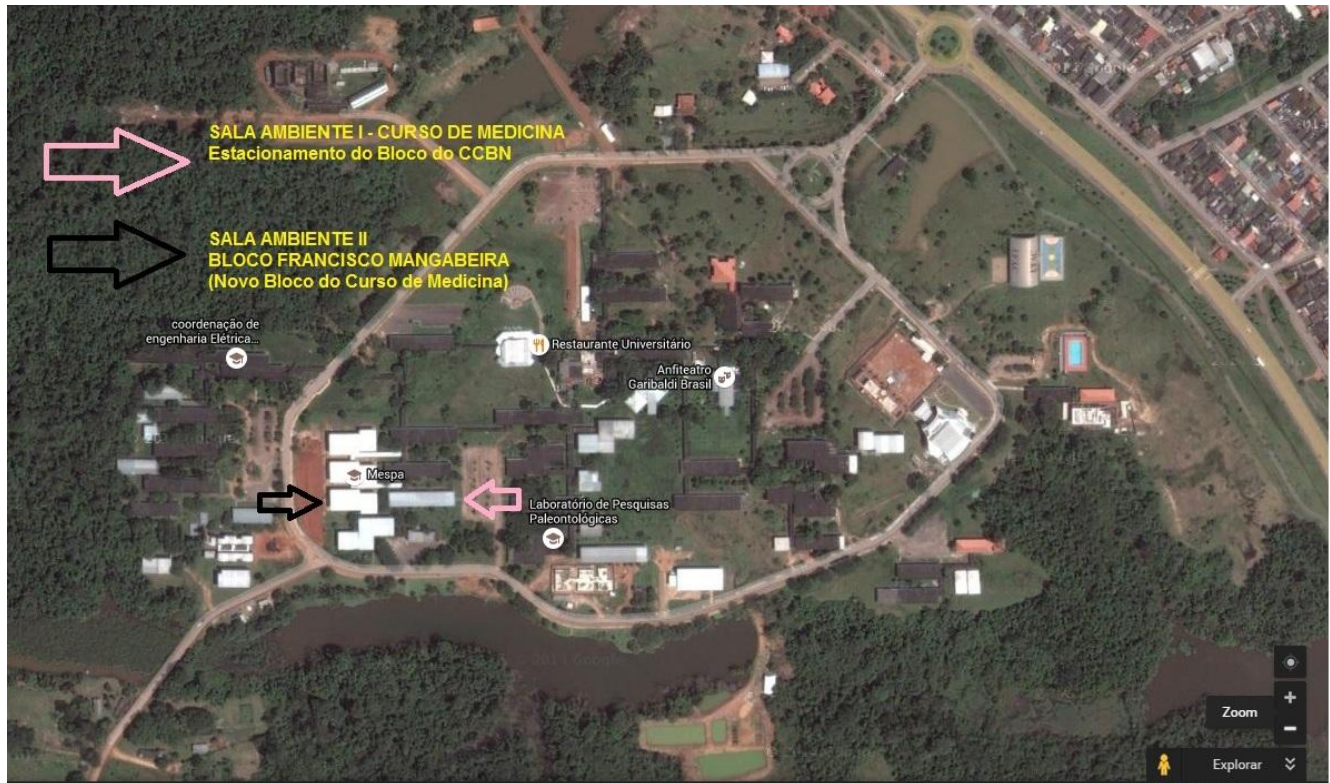 SALA AMBIENTE I - CURSO DE MEDICINA
Estacionamento do Bloco do CCBN
SALA AMBIENTE II
BLOCO FRANCISCO MANGABEIRA
(Novo Bloco do Curso de Medicina)
coordenação de
engenharia Elétrica...
Restaurante Universitário
Anfiteatro
Garibaldi Brasil
Mespa
Laboratório de Pesquisas
Paleontológicas
Zoom
+
−
Explorar